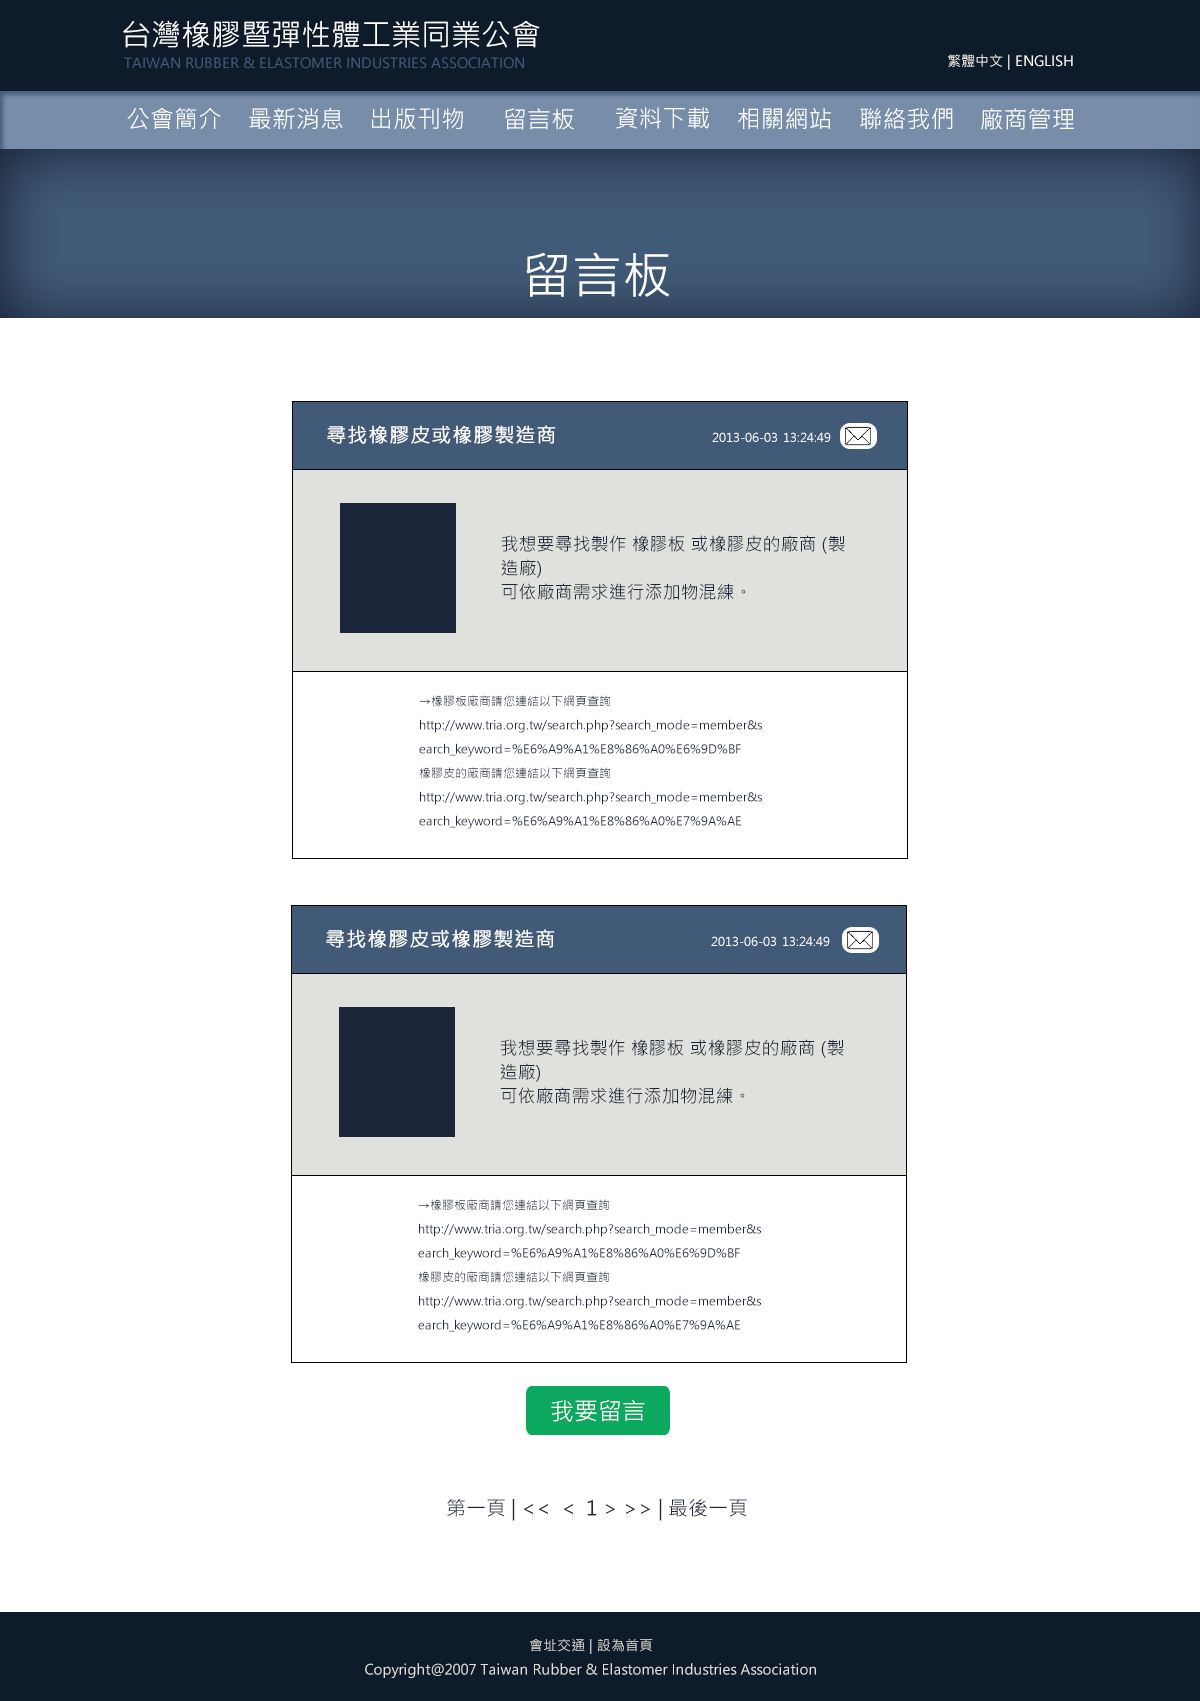 台灣橡膠暨彈性體工業同業公會
TAIWAN RUBBER & ELASTOMER INDUSTRIES ASSOCIATION
繁體中文 | ENGLISH
公會簡介 最新消息 出版刊物 留言板 資料下載 相關網站 聯絡我們 廠商管理
留言板
尋找橡膠皮或橡膠製造商
2013-06-03 13:24:49
我想要尋找製作 橡膠板 或橡膠皮的廠商 (製
造廠)
可依廠商需求進行添加物混練。
→橡膠板廠商請您連結以下網頁查詢
http://www.tria.org.tw/search.php?search_mode=member&s
earch_keyword=%E6%A9%A1%E8%86%A0%E6%9D%BF
橡膠皮的廠商請您連結以下網頁查詢
http://www.tria.org.tw/search.php?search_mode=member&s
earch_keyword=%E6%A9%A1%E8%86%A0%E7%9A%AE
尋找橡膠皮或橡膠製造商
2013-06-03 13:24:49
我想要尋找製作 橡膠板 或橡膠皮的廠商 (製
造廠)
可依廠商需求進行添加物混練。
→橡膠板廠商請您連結以下網頁查詢
http://www.tria.org.tw/search.php?search_mode=member&s
earch_keyword=%E6%A9%A1%E8%86%A0%E6%9D%BF
橡膠皮的廠商請您連結以下網頁查詢
http://www.tria.org.tw/search.php?search_mode=member&s
earch_keyword=%E6%A9%A1%E8%86%A0%E7%9A%AE
我要留言
第一頁 | << < 1 > >> | 最後一頁
會址交通 | 設為首頁
Copyright@2007 Taiwan Rubber & Elastomer Industries Association